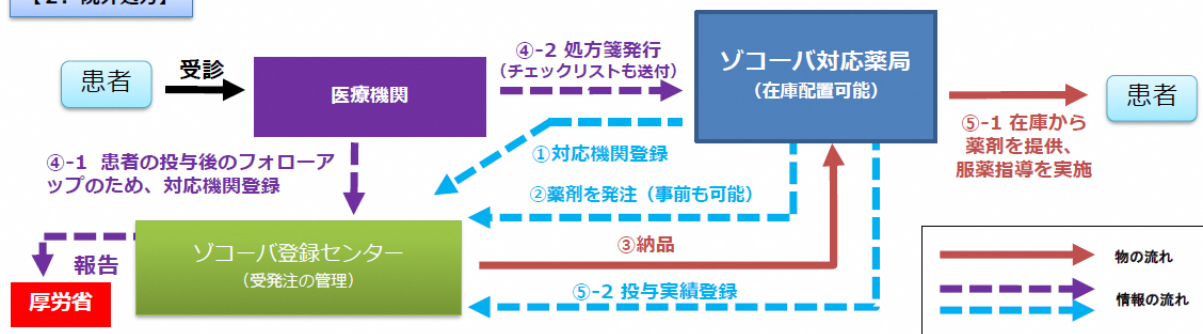 【２．院外処方】
患者
受診
医療機関
④-2 処方箋発行
（チェックリストも送付）
ゾコーバ対応薬局
（在庫配置可能）
患者
⑤-1 在庫から
薬剤を提供、
服薬指導を実施
④-1 患者の投与後のフォローア
ップのため、対応機関登録
①対応機関登録
②薬剤を発注（事前も可能）
ゾコーバ登録センター
（受発注の管理）
③納品
⑤-2 投与実績登録
報告
厚労省
物の流れ
情報の流れ